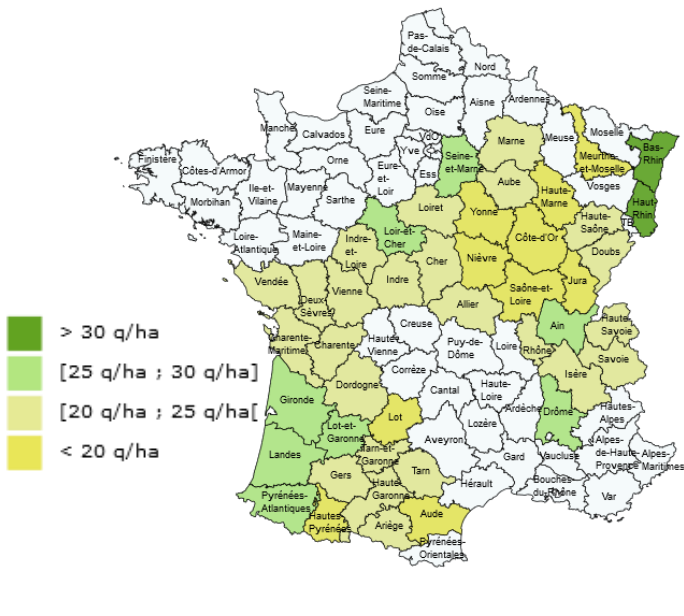 Pas-
de-Calais
Nord
Somme
Seine-
Maritime
Oise
Aisne
Ardennes
Manche
Calvados
Eure
VdO
Marne
Meuse
Moselle
Bas-
Rhin
Finistère
Côtes-d'Armor
Orne
Yve
Eure-
et-
Loir
Ess
Seine-
et-Marne
Meurthe
et-Moselle
Morbihan
Ile-et-
Vilaine
Mayenne
Sarthe
Aube
Haute-
Marne
Vosges
Haut-
Rhin
Loiret
Yonne
Haute-
Saône
TB
Loire-
Atlantique
Maine-
et-Loire
Indre-
et-
Loire
Loir-et-
Cher
Cher
Nièvre
Côte-d'Or
Doubs
Vendée
Deux-
Sèvres
Vienne
Indre
Allier
Saône-et-
Loire
Jura
Charente-
Maritime
Charente
Haute-
Vienne
Creuse
Puy-de-
Dôme
Loire
Rhône
Ain
Haute
Savoie
> 30 q/ha
[25 q/ha ; 30 q/ha]
[20 q/ha ; 25 q/ha[
< 20 q/ha
Corrèze
Isère
Savoie
Gironde
Dordogne
Cantal
Haute-
Loire
Ardèche
Drôme
Hautes-
Alpes
Lot-et-
Garonne
Lot
Lozère
Landes
Tarn-et-
Garonne
Aveyron
Gard
Vaucluse
Alpes-
de-Haute-
Provence
Alpes-
Maritimes
Gers
Haute-
Garonne
Tarn
Hérault
Bouches-
du-Rhône
Var
Pyrénées-
Atlantiques
Hautes-
Pyrénées
Ariège
Aude
Pyrénées-
Orientales